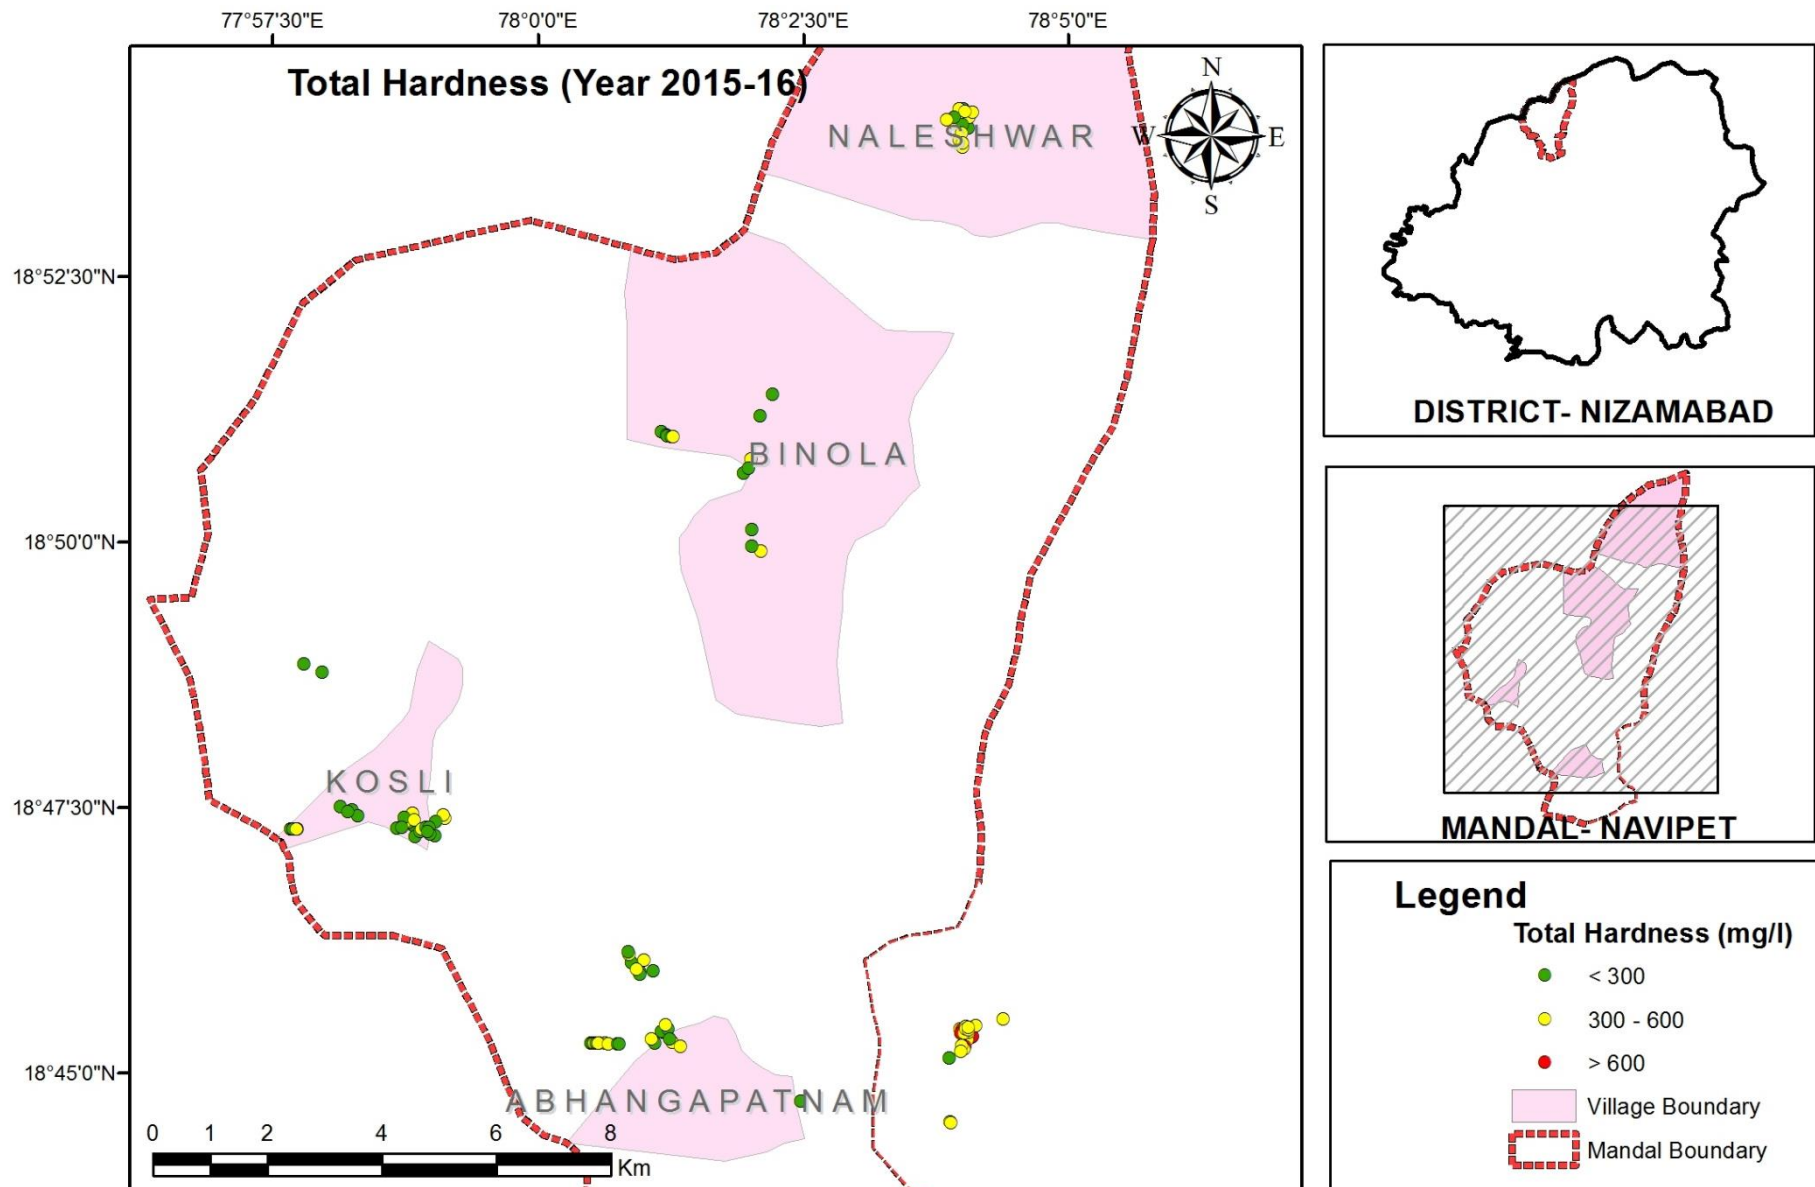 77°57'30"E 78°0'0"E 78°2'30"E 78°5'0"E
Total Hardness (Year 2015-16)
N
W E
S
NALESHWAR
18°52'30"N
BINOLA
18°50'0"N
KOSLI
18°47'30"N
18°45'0"N
ABHANGAPATNAM
0 1 2 4 6 8
Km
DISTRICT- NIZAMABAD
MANDAL- NAVIPET
Legend
Total Hardness (mg/l)
< 300
300 - 600
> 600
Village Boundary
Mandal Boundary